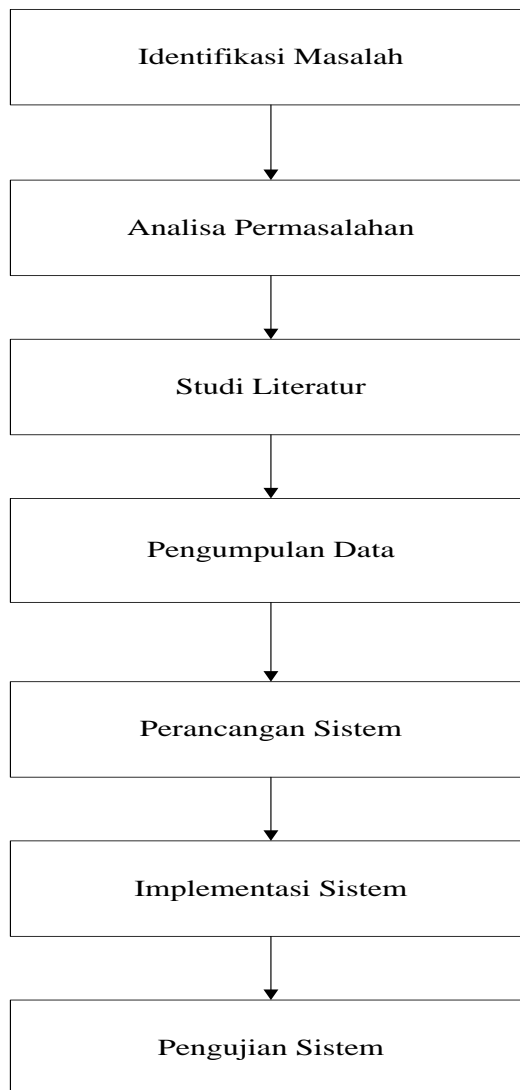 Identifikasi Masalah
Analisa Permasalahan
Studi Literatur
Pengumpulan Data
Perancangan Sistem
Implementasi Sistem
Pengujian Sistem